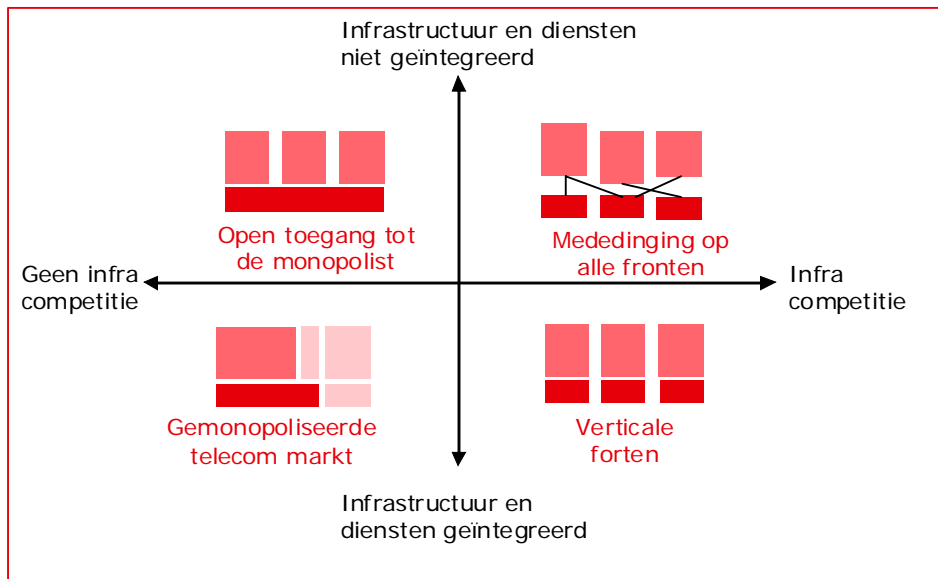 Infrastructuur en diensten
niet geïntegreerd
Open toegang tot
de monopolist
Mededinging op
alle fronten
Geen infra
competitie
Infra
competitie
Gemonopoliseerde
telecom markt
Verticale
forten
Infrastructuur en
diensten geïntegreerd